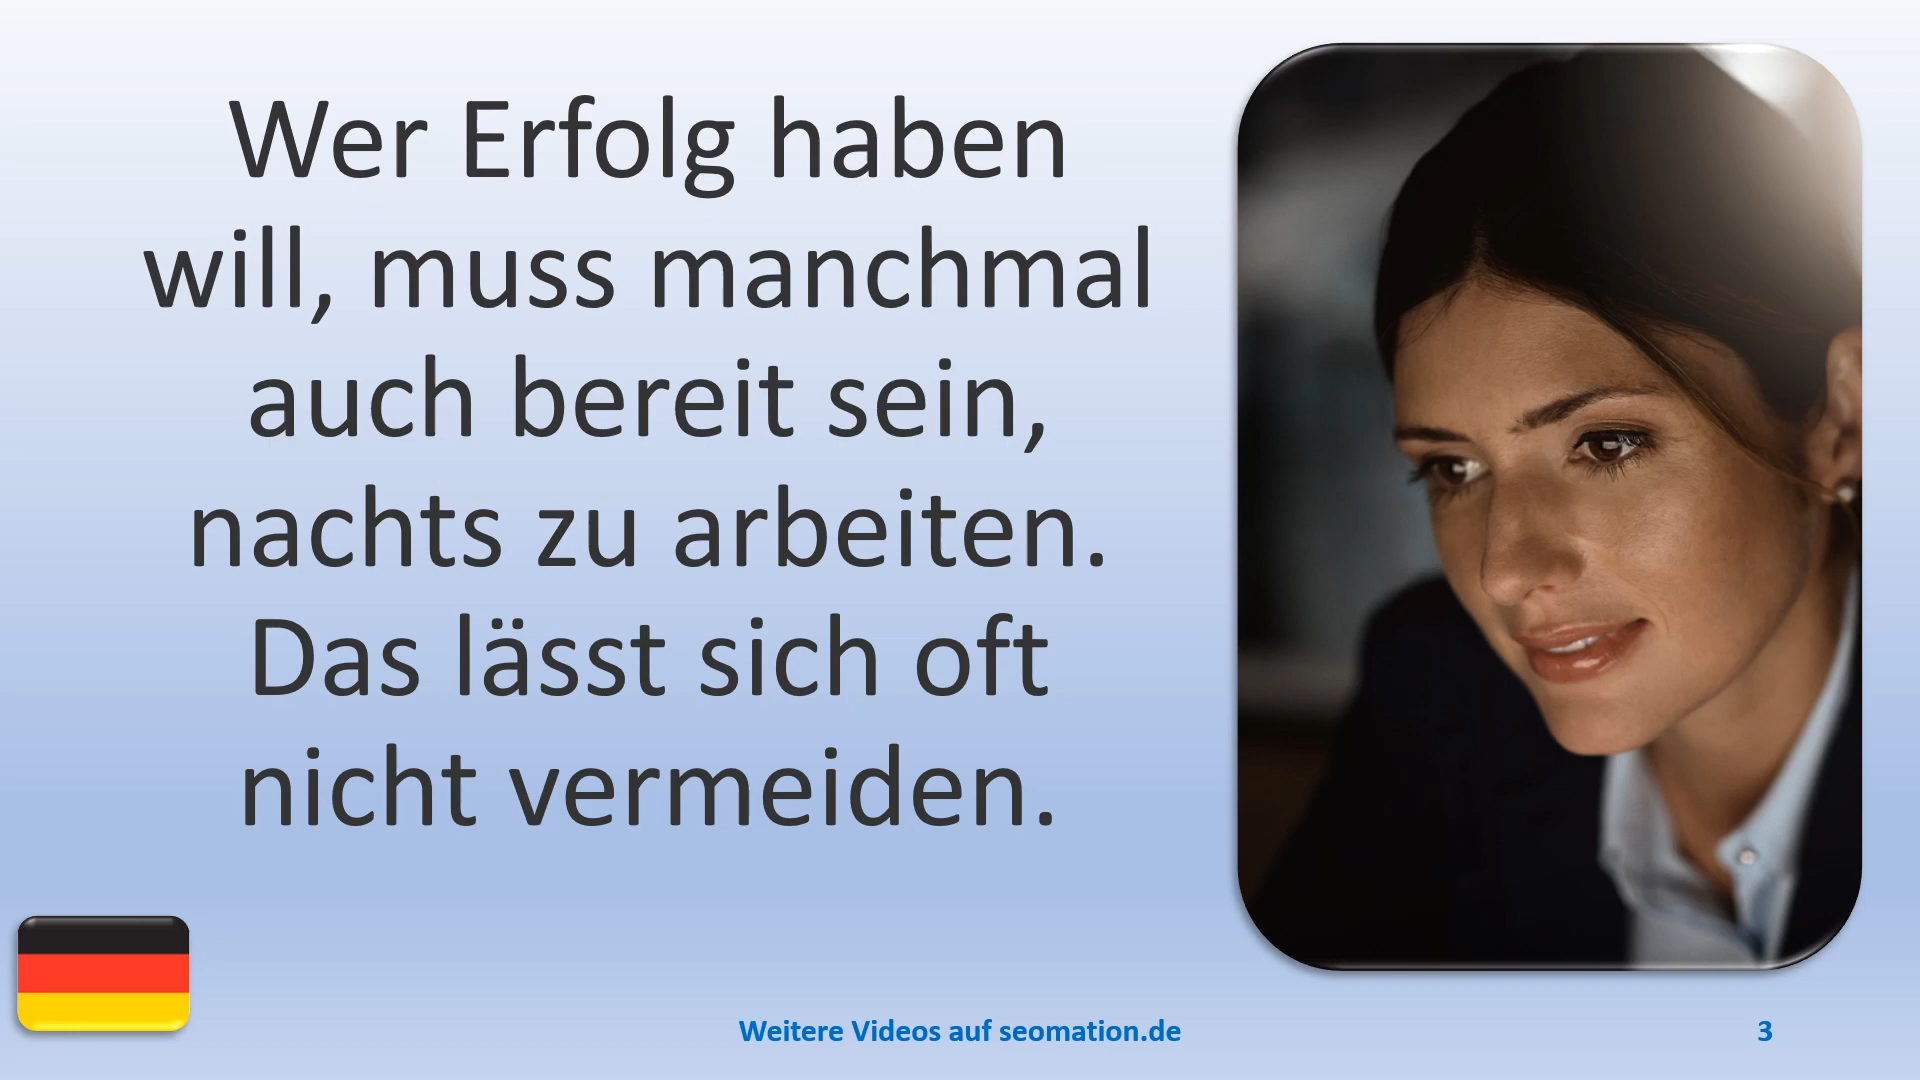 Wer Erfolg haben
will, muss manchmal
auch bereit sein,
nachts zu arbeiten.
Das lässt sich oft
nicht vermeiden.
Weitere Videos auf seomation.de
3